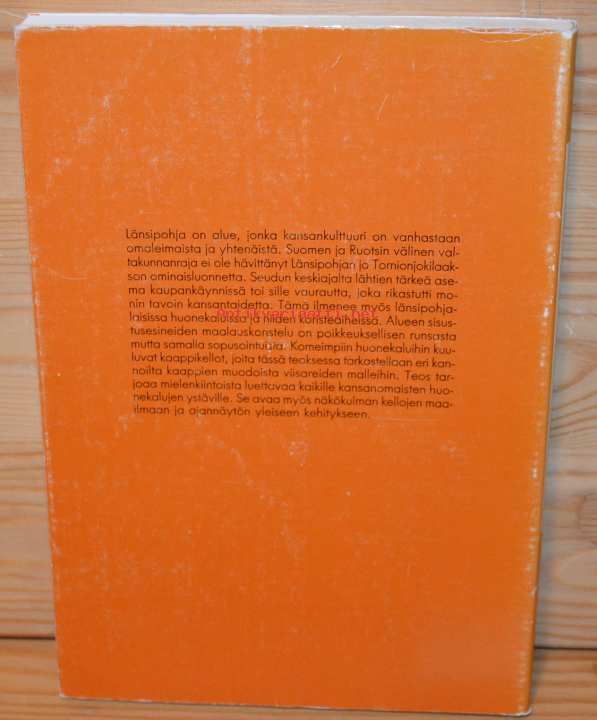 Länsipohja on alue, jonka kansankulttuuri on vanhastaan
omaleimaista ja yhtenäistä. Suomen ja Ruotsin välinen val-
takunnanraja ei ole hävittänyt Länsipohjan jo Tornionjokilaak-
son ominaisluonnetta. Seudun keskiajalta lähtien tärkeä ase-
ma kaupankäynnissä toi sille vaurautta, joka rikastutti mo-
nin tavoin kansantaidetta. Tämä ilmenee myös länsipohja-
antikvariaatti.net
laisissa huonekaluissa ja niiden koristeaiheissa. Alueen sisus-
tusesineiden maalauskoristelu on poikkeuksellisen runsasta
mutta samalla sopusointuista. Komeimpiin huonekaluihin kuu-
luvat kaappikellot, joita tässä teoksessa tarkastellaan eri kan-
noilta kaappien muodoista viisareiden malleihin. Teos tar-
joaa mielenkiintoista luettavaa kaikille kansanomaisten huo-
nekalujen ystäville. Se avaa myös näkökulman kellojen maa-
ilmaan ja ajannäytön yleiseen kehitykseen.